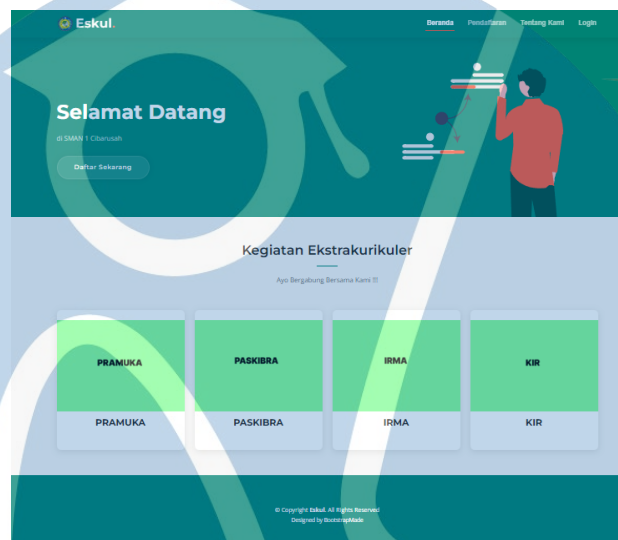 Eskul.
Beranda Pendaftaran Tentang Kami Login
Selamat Datang
di SMAN 1 Cibarusah
Daftar Sekarang
Kegiatan Ekstrakurikuler
Ayo Bergabung Bersama Kami !!!
PRAMUKA PASKIBRA IRMA KIR
PRAMUKA PASKIBRA IRMA KIR
© Copyright Eskul. All Rights Reserved
Designed by BootstrapMade